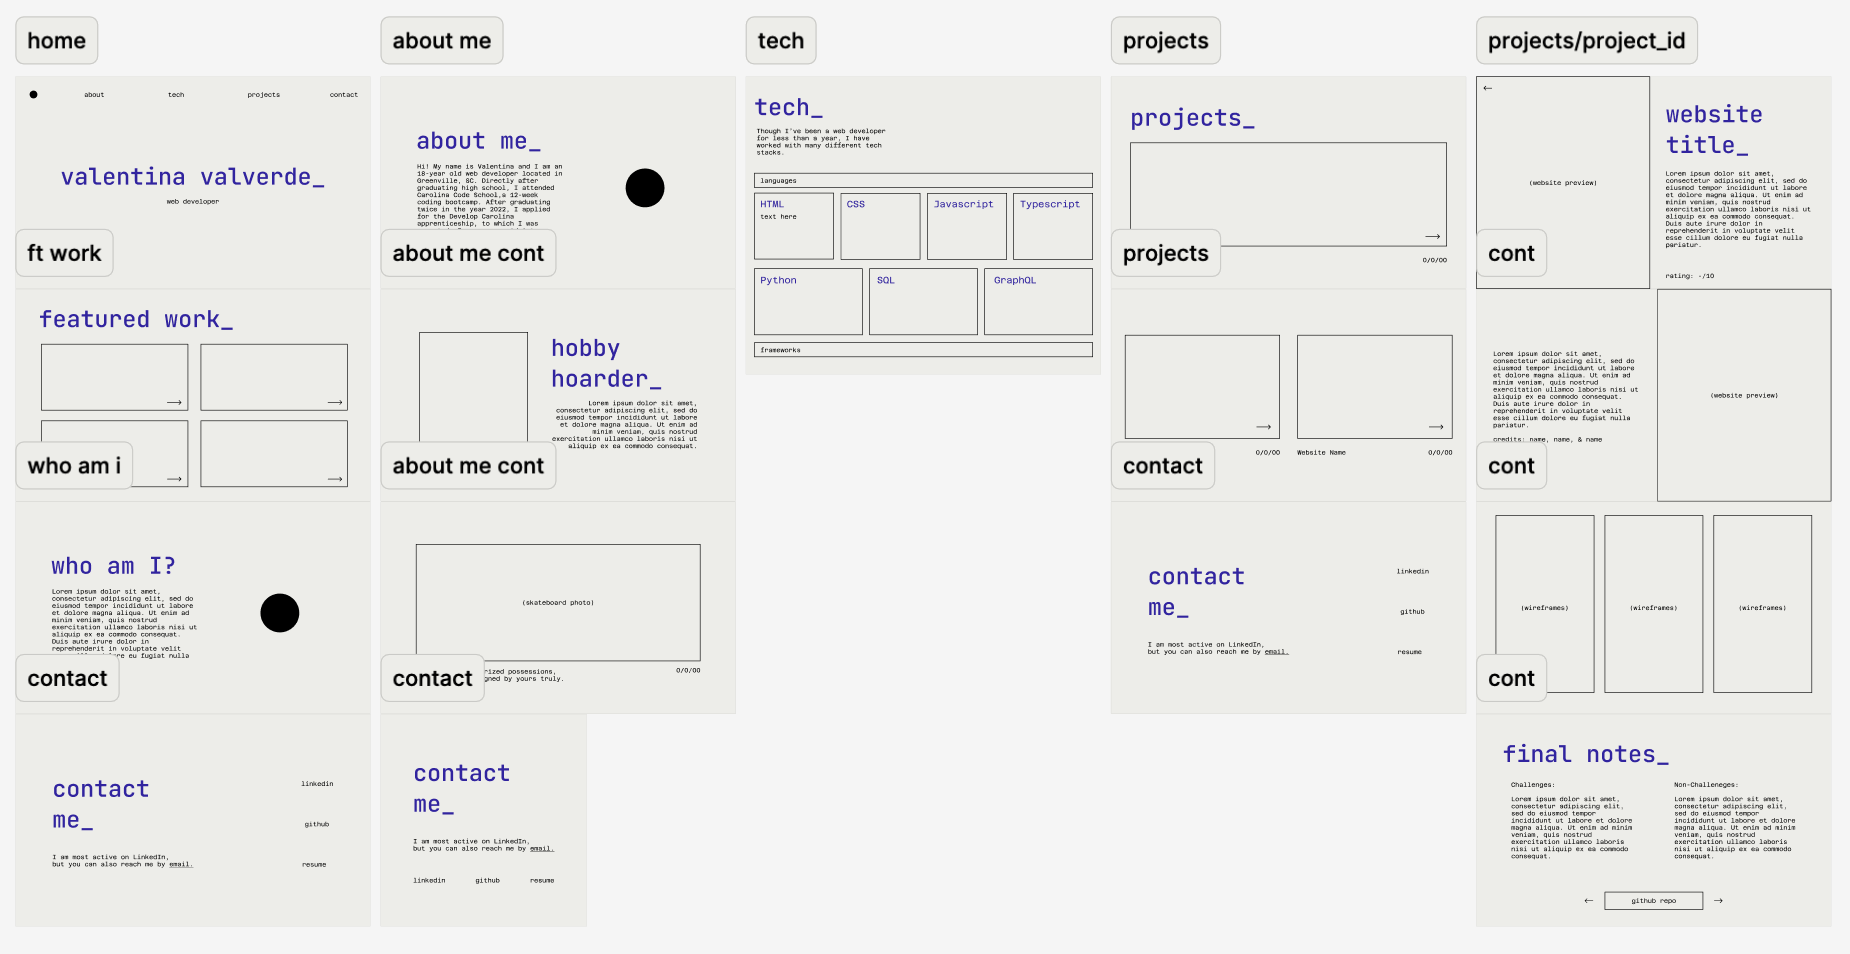 home
about
tech
projects
contact
valentina valverde_
web developer
ft work
featured work_
who am i
who am I?
Lorem ipsum dolor sit amet,
consectetur adipiscing elit, sed do
eiusmod tempor incididunt ut labore
et dolore magna aliqua. Ut enim ad
minim veniam, quis nostrud
exercitation ullamco laboris nisi ut
aliquip ex ea commodo consequat.
Duis aute irure dolor in
reprehenderit in voluptate velit
eu fugiat nulla
contact
contact
me_
I am most active on LinkedIn,
but you can also reach me by email.
linkedin
github
resume
about me
about me_
Hi! My name is Valentina and I am an
18-year old web developer located in
Greenville, SC. Directly after
graduating high school, I attended
Carolina Code School,a 12-week
coding bootcamp. After graduating
twice in the year 2022, I applied
for the Develop Carolina
apprenticeship, to which I was
about me cont
hobby
hoarder_
Lorem ipsum dolor sit amet,
consectetur adipiscing elit, sed do
eiusmod tempor incididunt ut labore
et dolore magna aliqua. Ut enim ad
minim veniam, quis nostrud
exercitation ullamco laboris nisi ut
aliquip ex ea commodo consequat.
about me cont
(skateboard photo)
possessions,
by yours truly.
0/0/00
contact
contact
me_
I am most active on LinkedIn,
but you can also reach me by email.
linkedin
github
resume
tech
tech_
Though I've been a web developer
for less than a year, I have
worked with many different tech
stacks.
languages
HTML
text here
CSS
Javascript
Typescript
Python
SQL
GraphQL
frameworks
projects
projects_
(website preview)
0/0/00
projects
0/0/00
Website Name
0/0/00
contact
contact
me_
I am most active on LinkedIn,
but you can also reach me by email.
linkedin
github
resume
projects/project_id
←
website
title_
Lorem ipsum dolor sit amet,
consectetur adipiscing elit, sed do
eiusmod tempor incididunt ut labore
et dolore magna aliqua. Ut enim ad
minim veniam, quis nostrud
exercitation ullamco laboris nisi ut
aliquip ex ea commodo consequat.
Duis aute irure dolor in
reprehenderit in voluptate velit
esse cillum dolore eu fugiat nulla
pariatur.
rating: -/10
cont
Lorem ipsum dolor sit amet,
consectetur adipiscing elit, sed do
eiusmod tempor incididunt ut labore
et dolore magna aliqua. Ut enim ad
minim veniam, quis nostrud
exercitation ullamco laboris nisi ut
aliquip ex ea commodo consequat.
Duis aute irure dolor in
reprehenderit in voluptate velit
esse cillum dolore eu fugiat nulla
pariatur.
credits: name, name, & name
(website preview)
cont
(wireframes)
(wireframes)
(wireframes)
cont
final notes_
Challenges:
Lorem ipsum dolor sit amet,
consectetur adipiscing elit,
sed do eiusmod tempor
incididunt ut labore et dolore
magna aliqua. Ut enim ad minim
veniam, quis nostrud
exercitation ullamco laboris
nisi ut aliquip ex ea commodo
consequat.
Non-Challeneges:
Lorem ipsum dolor sit amet,
consectetur adipiscing elit,
sed do eiusmod tempor
incididunt ut labore et dolore
magna aliqua. Ut enim ad minim
veniam, quis nostrud
exercitation ullamco laboris
nisi ut aliquip ex ea commodo
consequat.
← github repo →